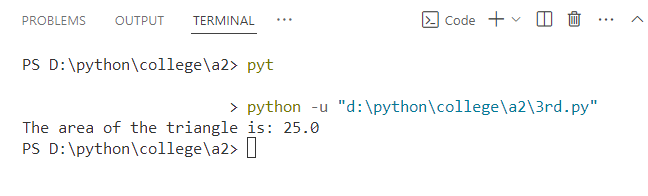 PROBLEMS OUTPUT TERMINAL ··· Code
PS D:\python\college\a2> pyt
> python -u "d:\python\college\a2\3rd.py"
The area of the triangle is: 25.0
PS D:\python\college\a2>